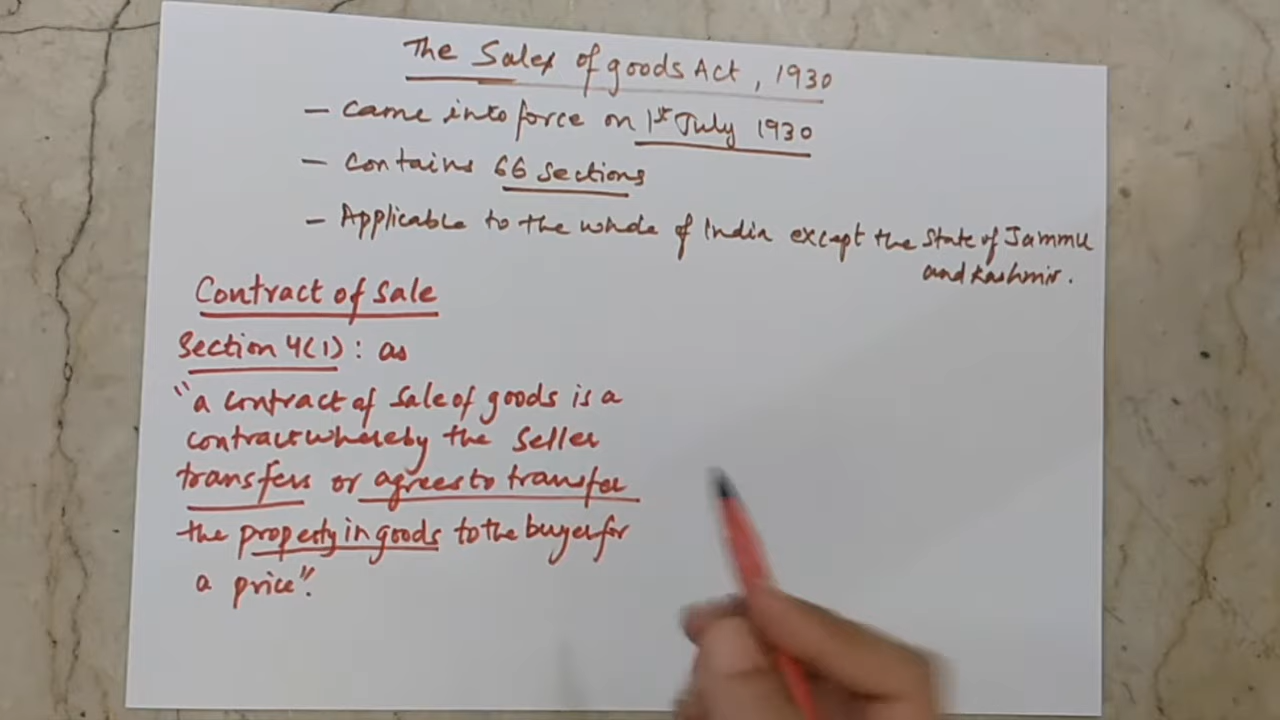 The Sale of goods Act, 1930
- came into force on 1st July 1930
- contains 66 sections
- Applicable to the whole of India except the State of Jammu
and Kashmir.
Contract of Sale
Section 4(1) : as
"a contract of Sale of goods is a
contract whereby the Seller
transfers or agrees to transfer
the property in goods to the buyer for
a price".